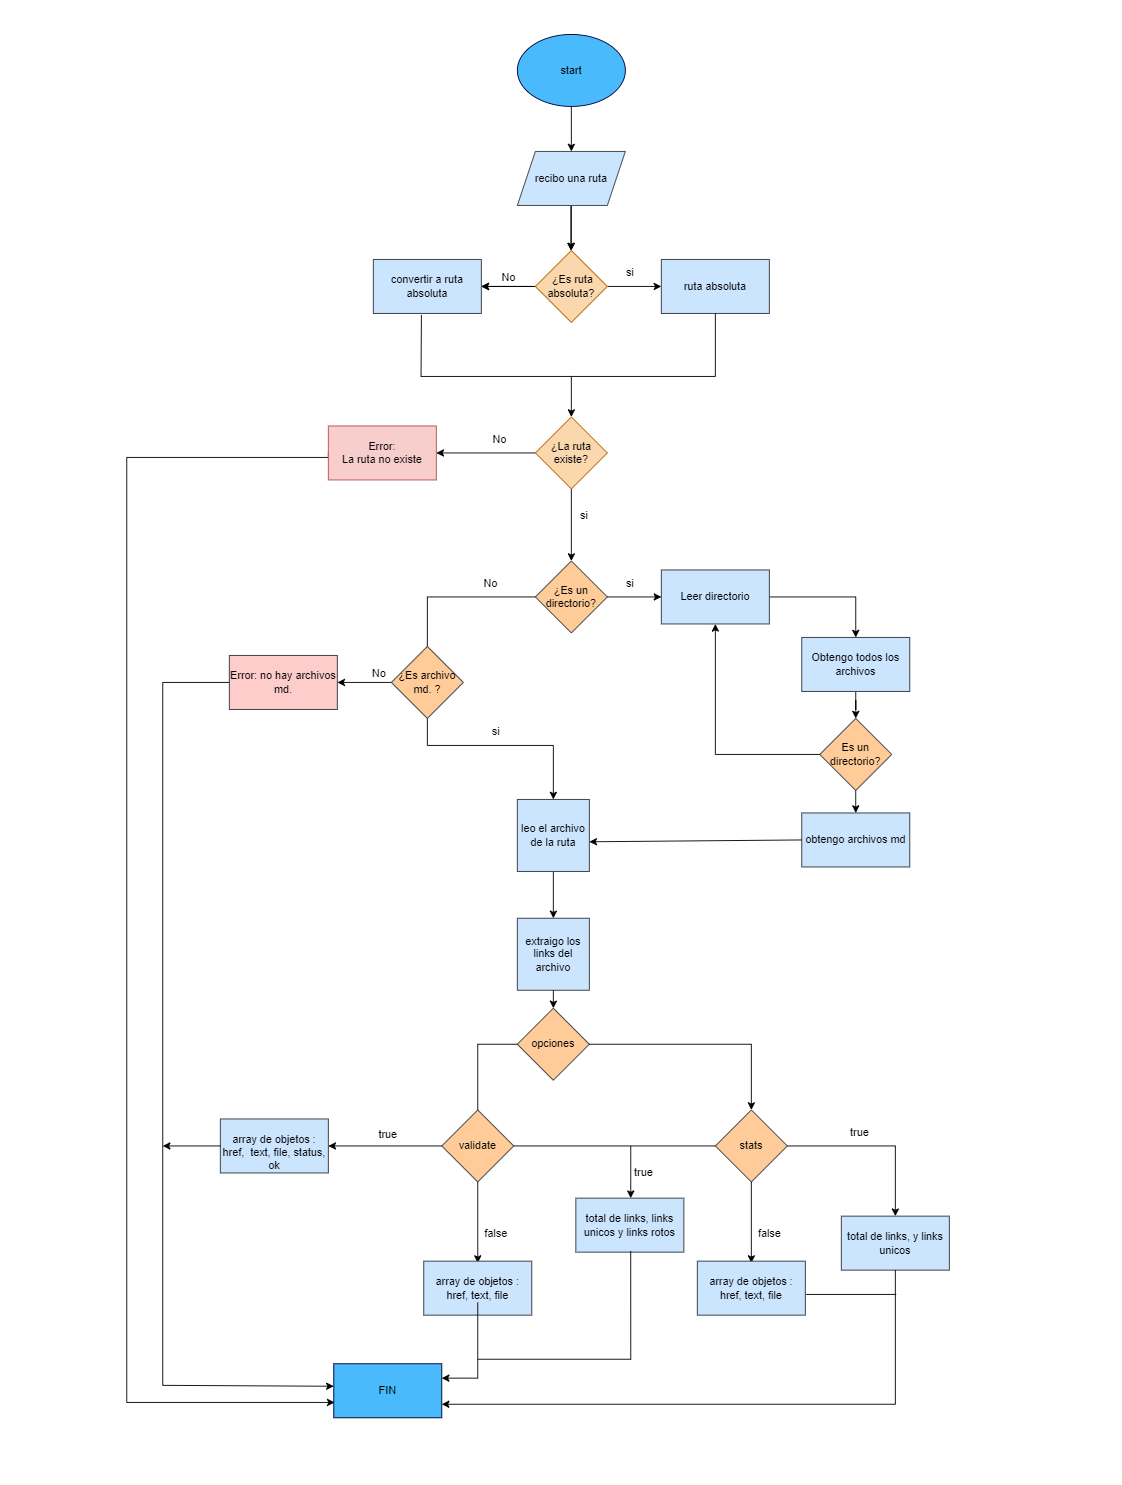 start
recibo una ruta
¿Es ruta
absoluta?
No
si
convertir a ruta
absoluta
ruta absoluta
¿La ruta
existe?
No
Error:
La ruta no existe
si
¿Es un
directorio?
No
si
Leer directorio
Obtengo todos los
archivos
¿Es archivo
md. ?
No
Error: no hay archivos
md.
si
Es un
directorio?
obtengo archivos md
leo el archivo
de la ruta
extraigo los
links del
archivo
opciones
validate
stats
true
array de objetos :
href,  text, file, status,
ok
true
true
total de links, links
unicos y links rotos
false
false
total de links, y links
unicos
array de objetos :
href, text, file
array de objetos :
href, text, file
FIN